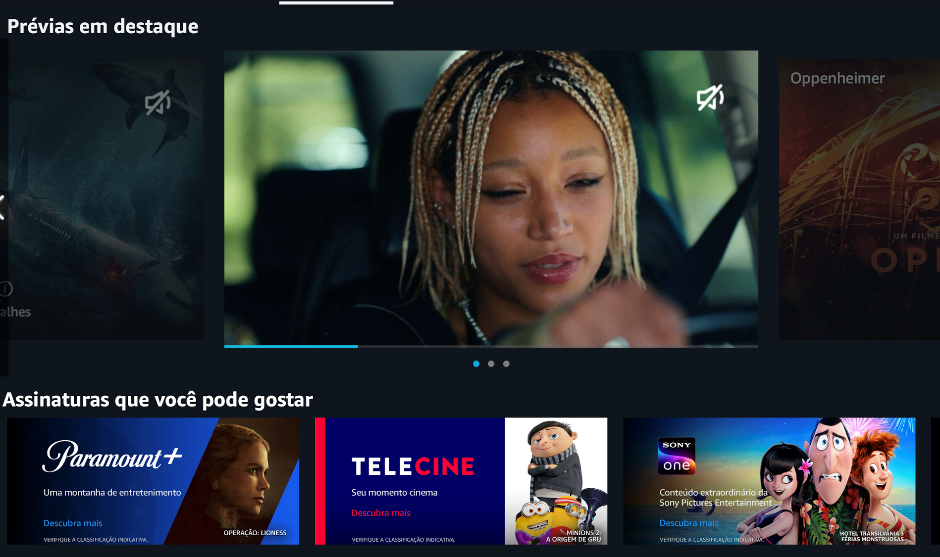 Prévias em destaque
Oppenheimer
UM FILME
alhes
Assinaturas que você pode gostar
Paramount+
Uma montanha de entretenimento
Descubra mais
VERIFIQUE A CLASSIFICAÇÃO INDICATIVA.
OPERAÇÃO: LIONESS
TELECINE
Seu momento cinema
Descubra mais
VERIFIQUE A CLASSIFICAÇÃO INDICATIVA.
MINIONS 2:
A ORIGEM DE GRU
SONY
one
Conteúdo extraordinário da
Sony Pictures Entertainment
Descubra mais
VERIFIQUE A CLASSIFICAÇÃO INDICATIVA.
HOTEL TRANSILVÂNIA 3
FÉRIAS MONSTRUOSAS